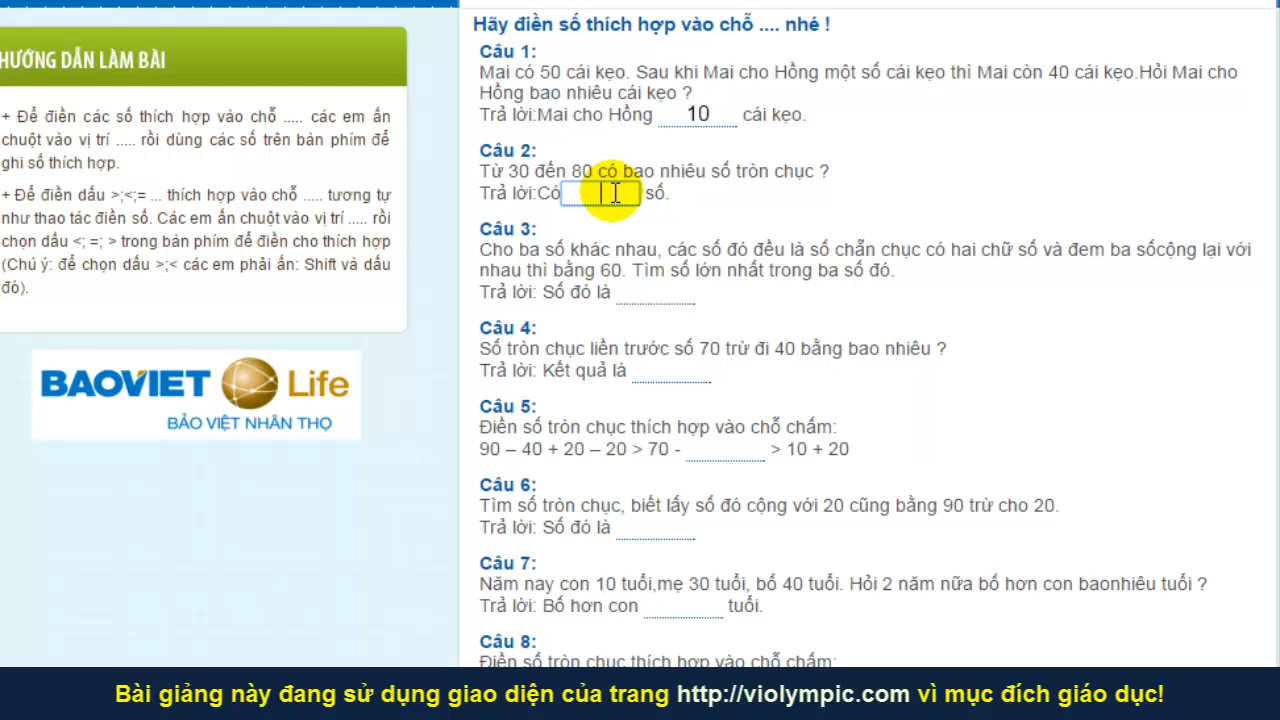 HƯỚNG DẪN LÀM BÀI
+ Để điền các số thích hợp vào chỗ ..... các em ấn
chuột vào vị trí ..... rồi dùng các số trên bàn phím để
ghi số thích hợp.
+ Để điền dấu >;<;= ... thích hợp vào chỗ ..... tương tự
như thao tác điền số. Các em ấn chuột vào vị trí ..... rồi
chọn dấu <; =; > trong bàn phím để điền cho thích hợp
(Chú ý: để chọn dấu >;< các em phải ấn: Shift và dấu
đó).
BAOVIET Life
BẢO VIỆT NHÂN THỌ
Hãy điền số thích hợp vào chỗ .... nhé !
Câu 1:
Mai có 50 cái kẹo. Sau khi Mai cho Hồng một số cái kẹo thì Mai còn 40 cái kẹo.Hỏi Mai cho
Hồng bao nhiêu cái kẹo ?
Trả lời:Mai cho Hồng 10 cái kẹo.
Câu 2:
Từ 30 đến 80 có bao nhiêu số tròn chục ?
Trả lời:Có số.
Câu 3:
Cho ba số khác nhau, các số đó đều là số chẵn chục có hai chữ số và đem ba sốcộng lại với
nhau thì bằng 60. Tìm số lớn nhất trong ba số đó.
Trả lời: Số đó là
Câu 4:
Số tròn chục liền trước số 70 trừ đi 40 bằng bao nhiêu ?
Trả lời: Kết quả là
Câu 5:
Điền số tròn chục thích hợp vào chỗ chấm:
90 – 40 + 20 – 20 > 70 - > 10 + 20
Câu 6:
Tìm số tròn chục, biết lấy số đó cộng với 20 cũng bằng 90 trừ cho 20.
Trả lời: Số đó là
Câu 7:
Năm nay con 10 tuổi,mẹ 30 tuổi, bố 40 tuổi. Hỏi 2 năm nữa bố hơn con baonhiêu tuổi ?
Trả lời: Bố hơn con tuổi.
Câu 8:
Điền số tròn chục thích hợp vào chỗ chấm:
Bài giảng này đang sử dụng giao diện của trang http://violympic.com vì mục đích giáo dục!